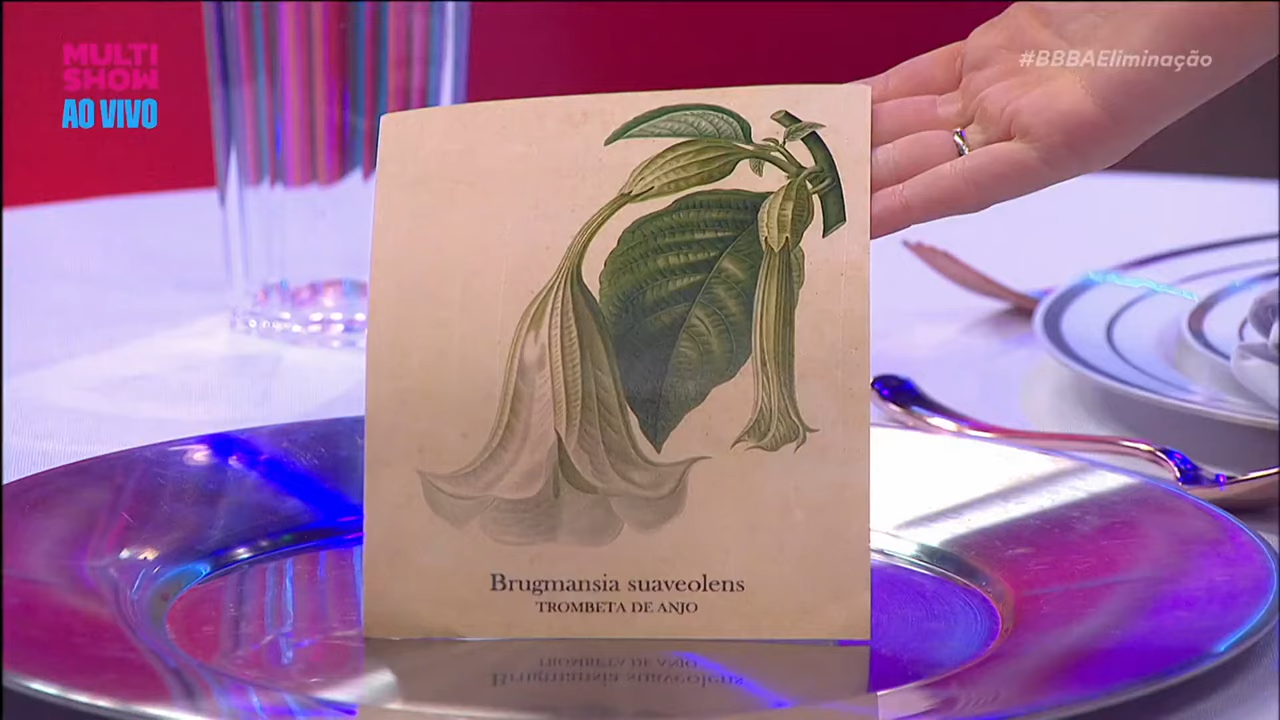 MULTI
SHOW
AO VIVO
#BBBAEliminação
Brugmansia suaveolens
TROMBETA DE ANJO